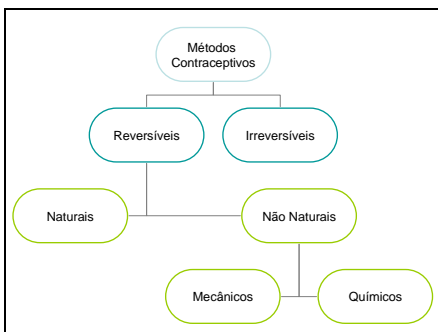 Métodos
Contraceptivos
Reversíveis
Irreversíveis
Naturais
Não Naturais
Mecânicos
Químicos